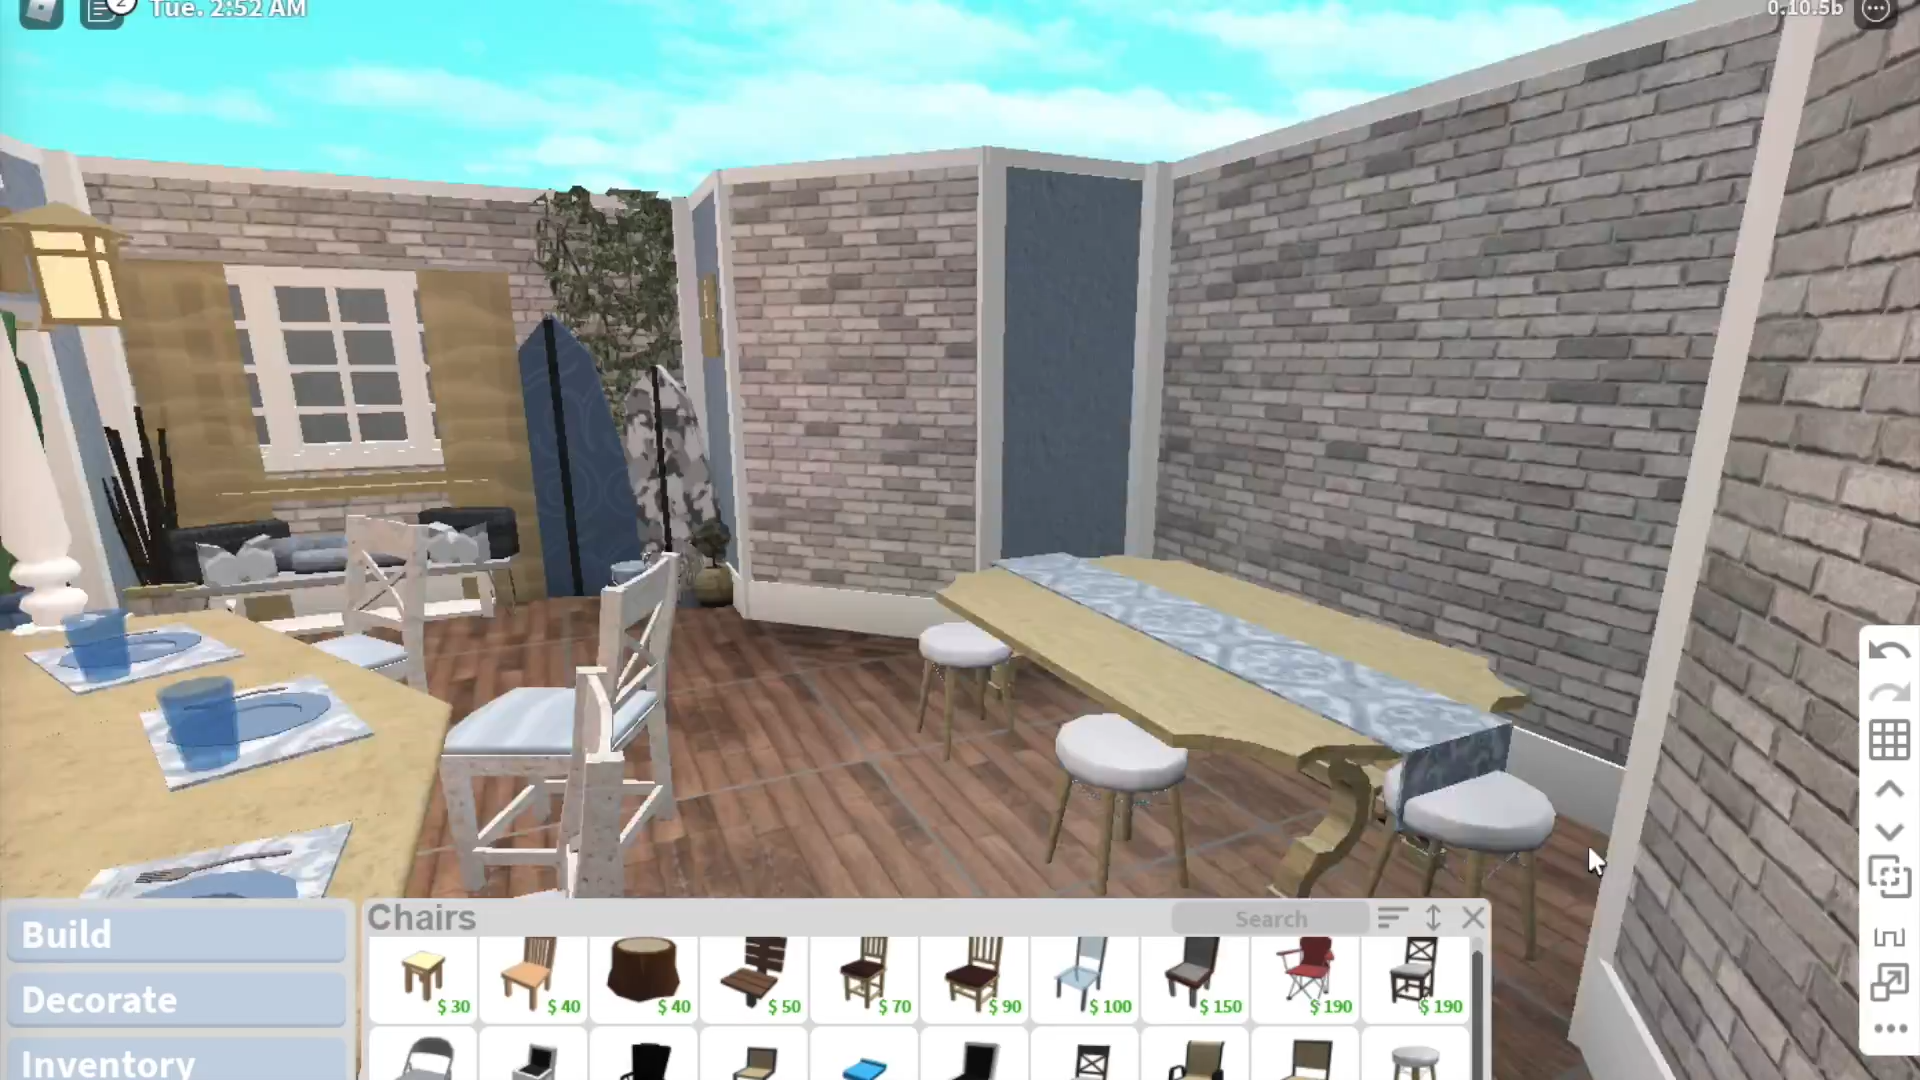 2
Tue. 2:52 AM
0.10.5b
Build
Decorate
Inventory
Chairs
Search
$ 30
$ 40
$ 40
$ 50
$ 70
$ 90
$ 100
$ 150
$ 190
$ 190